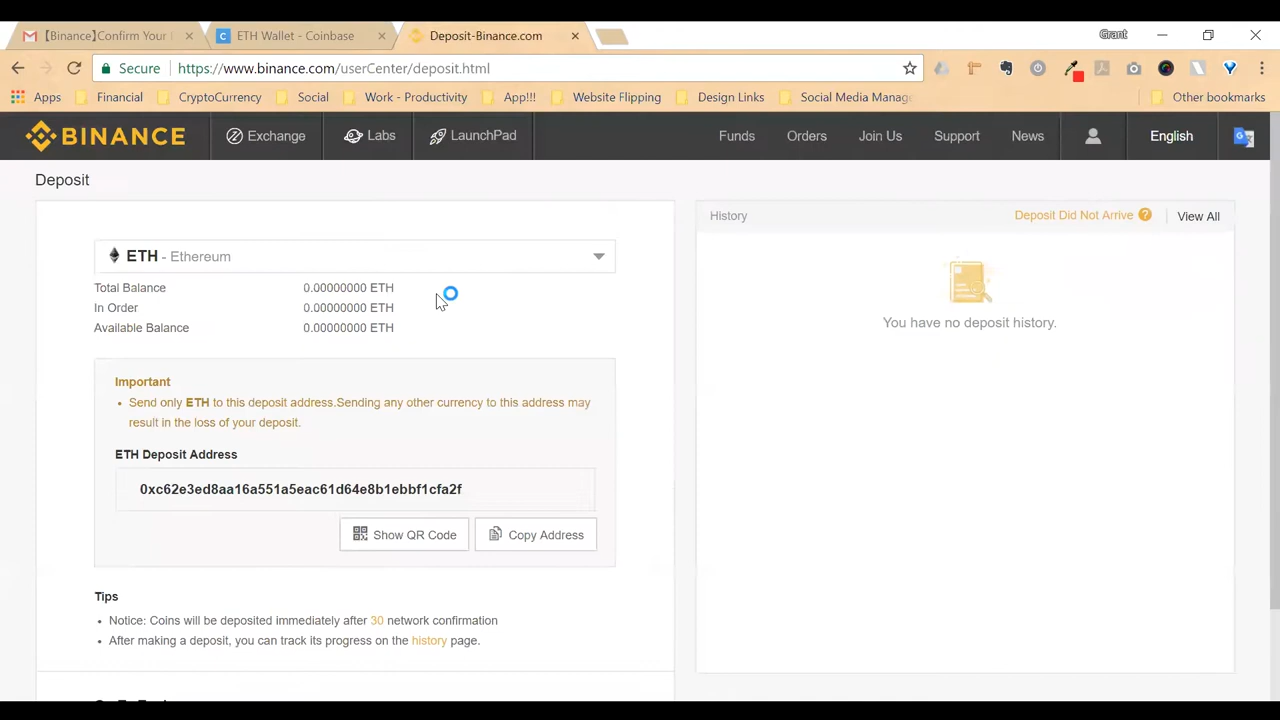 【Binance】Confirm Your
ETH Wallet - Coinbase
Deposit-Binance.com
Grant
Secure
https://www.binance.com/userCenter/deposit.html
Apps
Financial
CryptoCurrency
Social
Work - Productivity
App!!!
Website Flipping
Design Links
Social Media Manage
Other bookmarks
BINANCE
Exchange
Labs
LaunchPad
Funds
Orders
Join Us
Support
News
English
Deposit
ETH - Ethereum
Total Balance 0.00000000 ETH
In Order 0.00000000 ETH
Available Balance 0.00000000 ETH
Important
• Send only ETH to this deposit address.Sending any other currency to this address may
result in the loss of your deposit.
ETH Deposit Address
0xc62e3ed8aa16a551a5eac61d64e8b1ebbf1cfa2f
Show QR Code
Copy Address
Tips
• Notice: Coins will be deposited immediately after 30 network confirmation
• After making a deposit, you can track its progress on the history page.
History
Deposit Did Not Arrive ?
View All
You have no deposit history.